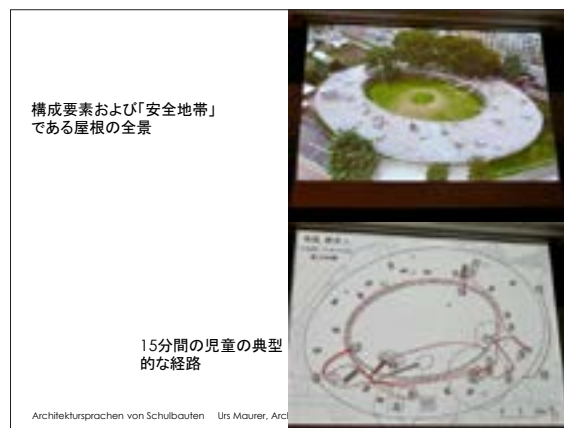 構成要素および「安全地帯」
である屋根の全景
15分間の児童の典型
的な経路
Architektursprachen von Schulbauten Urs Maurer, Arc